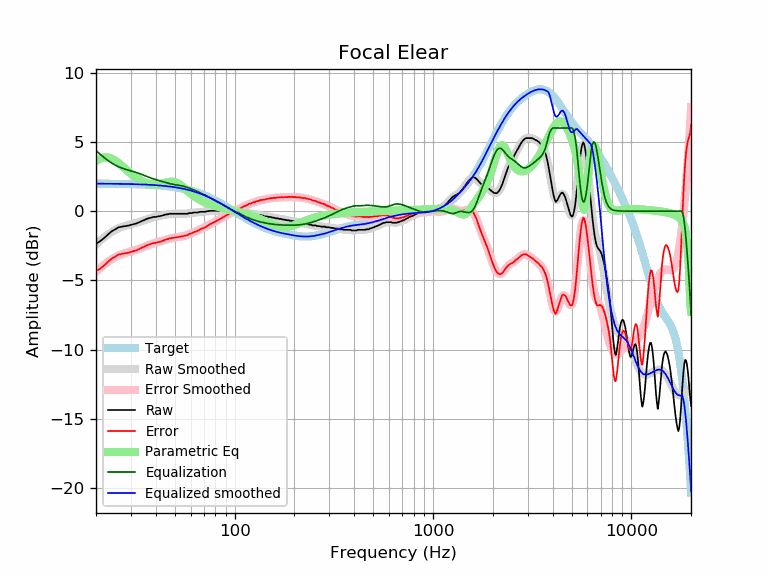 Focal Elear
10
5
0
−5
−10
−15
−20
Amplitude (dBr)
Target
Raw Smoothed
Error Smoothed
Raw
Error
Parametric Eq
Equalization
Equalized smoothed
100
1000
10000
Frequency (Hz)